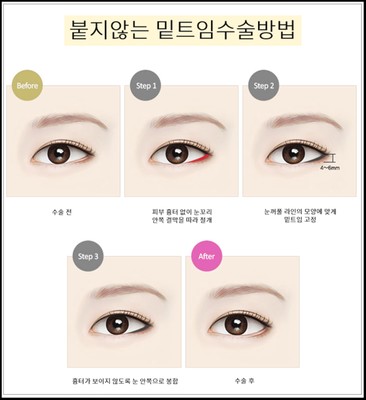 붙지않는 밑트임수술방법
Before
Step 1
Step 2
4~6mm
수술 전
피부 흉터 없이 눈꼬리
안쪽 결막을 따라 절개
눈꺼풀 라인의 모양에 맞게
밑트임 고정
Step 3
After
흉터가 보이지 않도록 눈 안쪽으로 봉합
수술 후